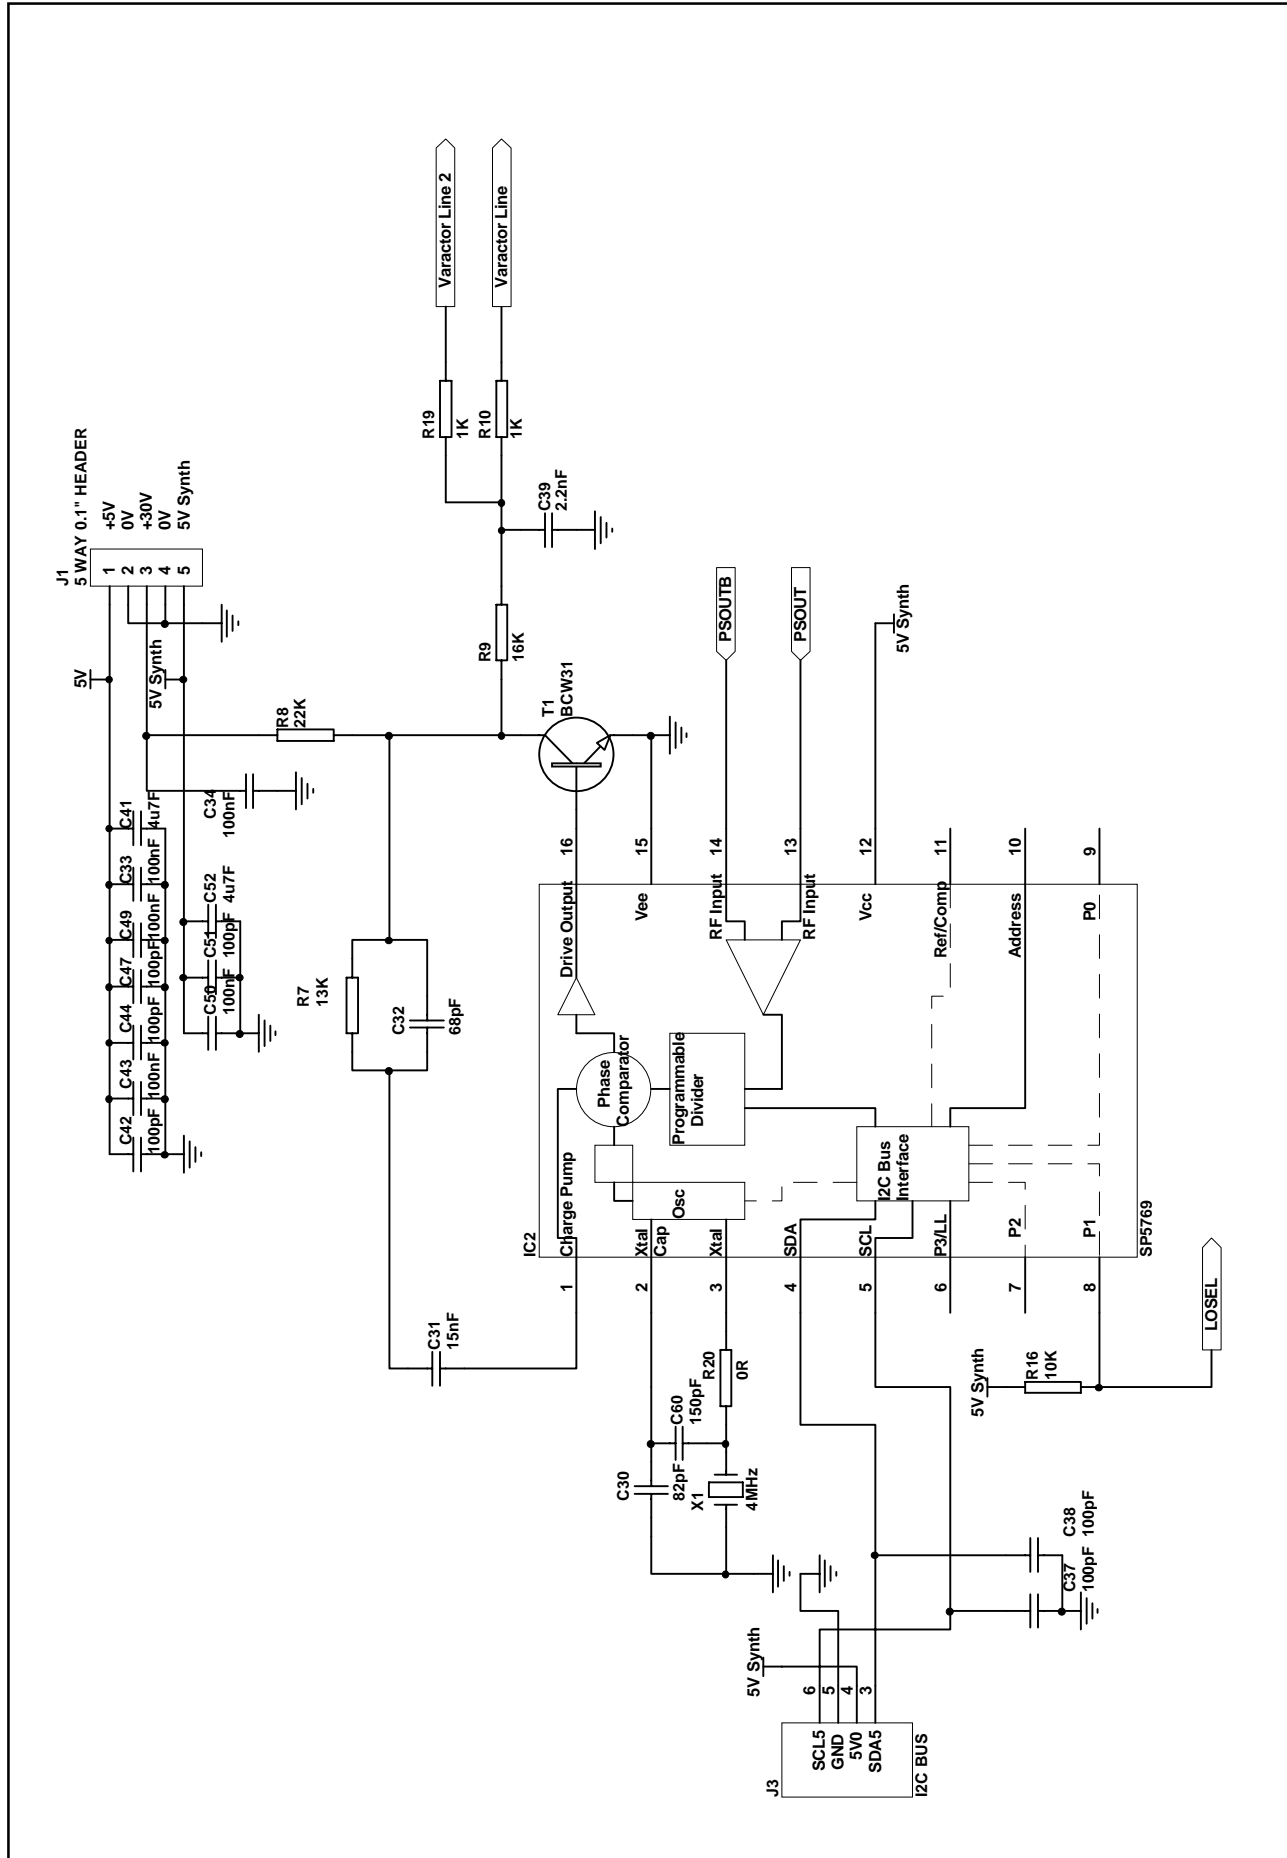 J1
5 WAY 0.1" HEADER
+5V
0V
+30V
0V
5V Synth
1
2
3
4
5
5V
5V Synth
C42
100pF
C43
100nF
C44
100pF
C47
100pF
C49
100nF
C33
100nF
C41
4u7F
C50
100nF
C51
100pF
C52
4u7F
C34
100nF
R8
22K
R7
13K
C32
68pF
C31
15nF
R19
1K
Varactor Line 2
R10
1K
Varactor Line
C39
2.2nF
R9
16K
T1
BCW31
PSOUTB
PSOUT
5V Synth
IC2
SP5769
1
Charge Pump
2
Xtal
Cap
3
Xtal
4
SDA
5
SCL
6
P3/LL
7
P2
8
P1
16
Drive Output
15
Vee
14
RF Input
13
RF Input
12
Vcc
11
Ref/Comp
10
Address
9
P0
Phase
Comparator
Programmable
Divider
Osc
I2C Bus
Interface
C60
150pF
R20
0R
C30
82pF
X1
4MHz
5V Synth
R16
10K
LOSEL
C38
100pF
C37
100pF
5V Synth
6
5
4
3
J3
SCL5
GND
5V0
SDA5
I2C BUS